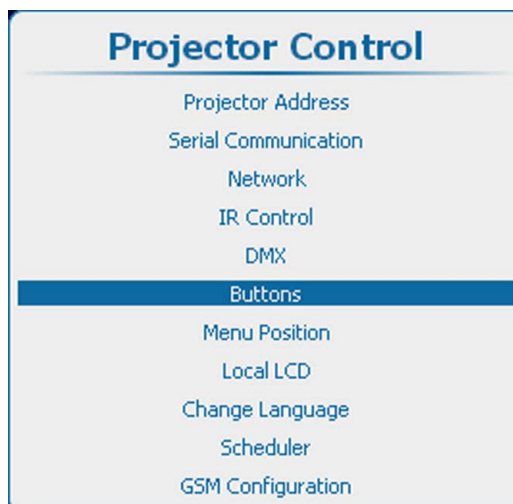 Projector Control
Projector Address
Serial Communication
Network
IR Control
DMX
Buttons
Menu Position
Local LCD
Change Language
Scheduler
GSM Configuration